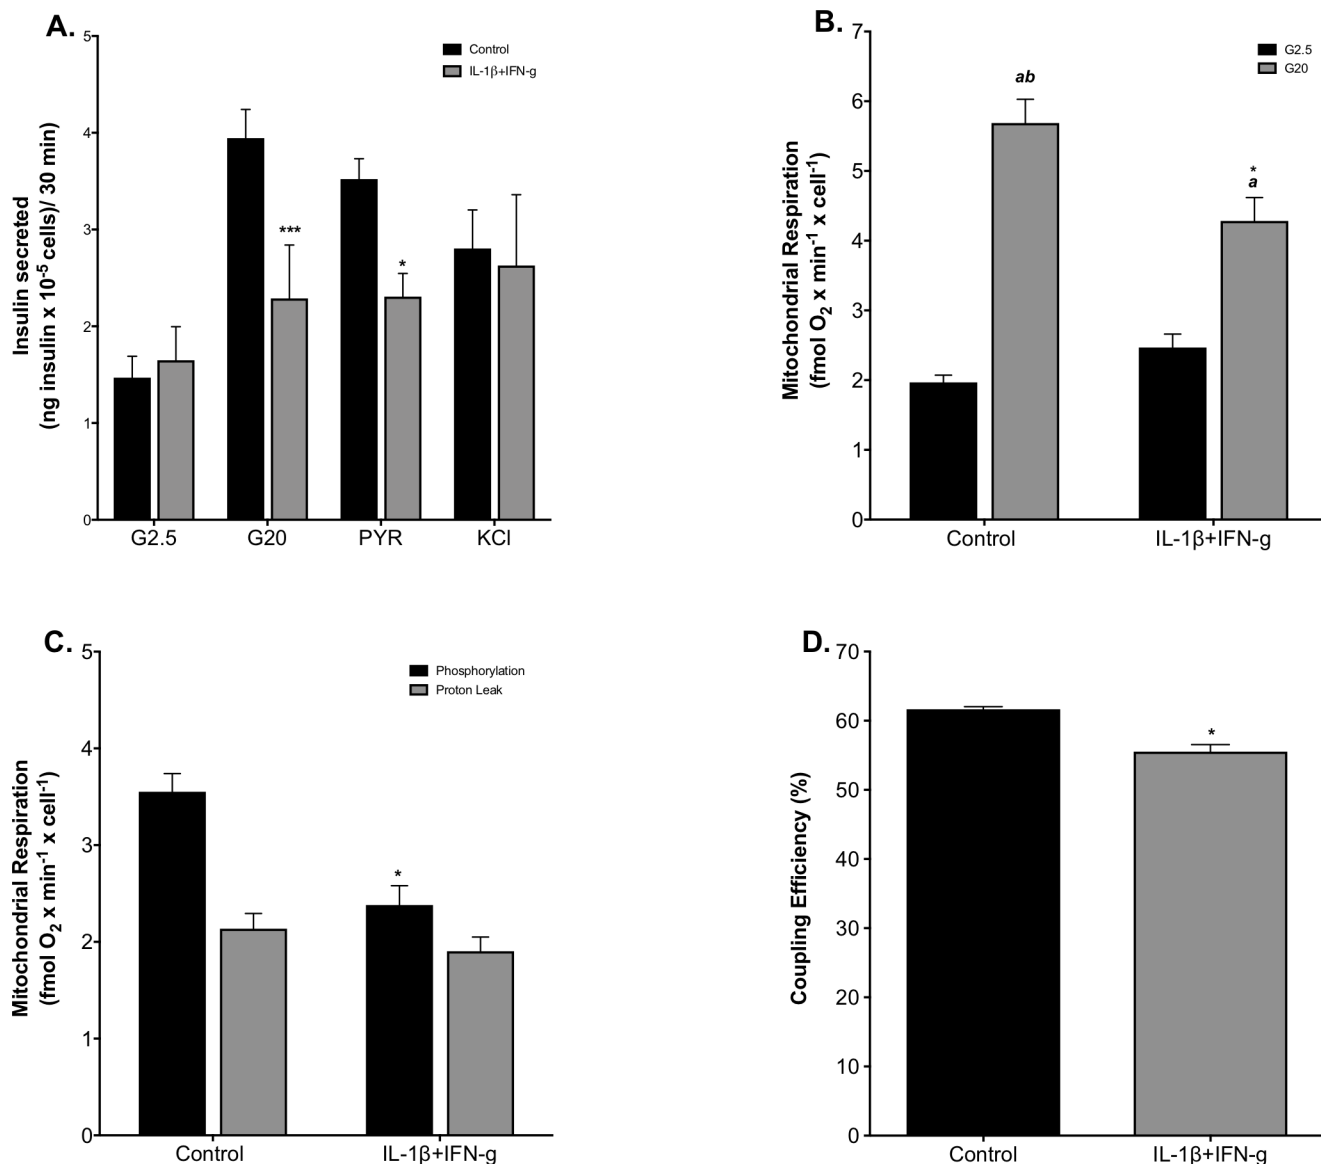 A.
5
4
3
2
1
0
Insulin secreted
(ng insulin x 10-5 cells)/ 30 min)
Control
IL-1β+IFN-g
***
*
G2.5 G20 PYR KCl
B.
7
6
5
4
3
2
1
0
Mitochondrial Respiration
(fmol O2 x min-1 x cell-1)
G2.5
G20
ab
*
a
Control IL-1β+IFN-g
C.
5
4
3
2
1
0
Mitochondrial Respiration
(fmol O2 x min-1 x cell-1)
Phosphorylation
Proton Leak
*
Control IL-1β+IFN-g
D.
70
60
50
40
30
20
10
0
Coupling Efficiency (%)
*
Control IL-1β+IFN-g